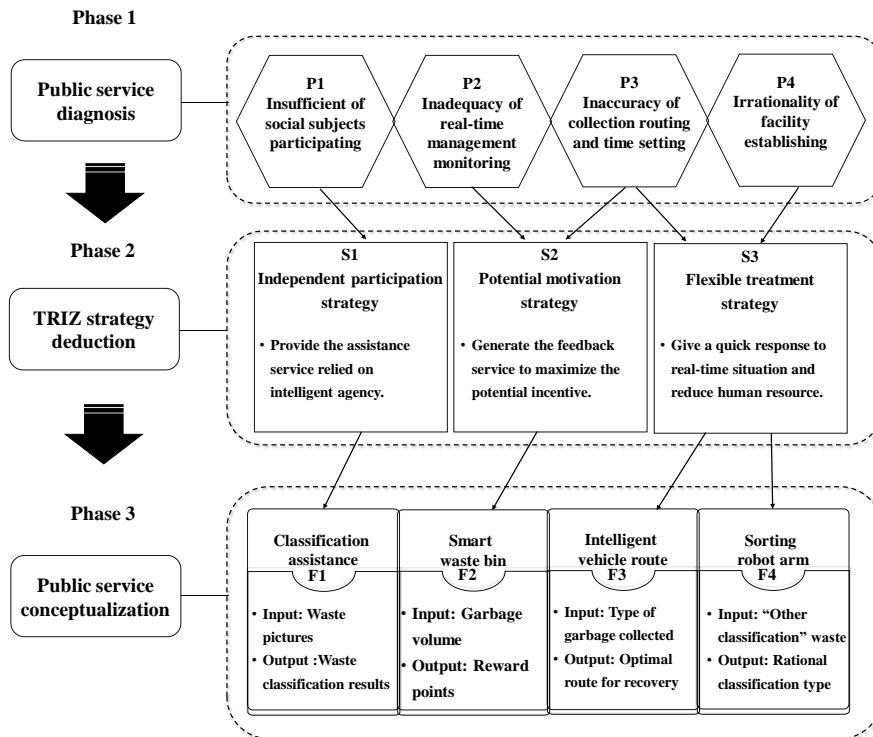 Phase 1
Public service
diagnosis
P1
Insufficient of
social subjects
participating
P2
Inadequacy of
real-time
management
monitoring
P3
Inaccuracy of
collection routing
and time setting
P4
Irrationality of
facility
establishing
Phase 2
TRIZ strategy
deduction
S1
Independent participation
strategy
• Provide the assistance
service relied on
intelligent agency.
S2
Potential motivation
strategy
• Generate the feedback
service to maximize the
potential incentive.
S3
Flexible treatment
strategy
• Give a quick response to
real-time situation and
reduce human resource.
Phase 3
Public service
conceptualization
Classification
assistance
F1
• Input: Waste
pictures
• Output :Waste
classification results
Smart
waste bin
F2
• Input: Garbage
volume
• Output: Reward
points
Intelligent
vehicle route
F3
• Input: Type of
garbage collected
• Output: Optimal
route for recovery
Sorting
robot arm
F4
• Input: “Other
classification” waste
• Output: Rational
classification type